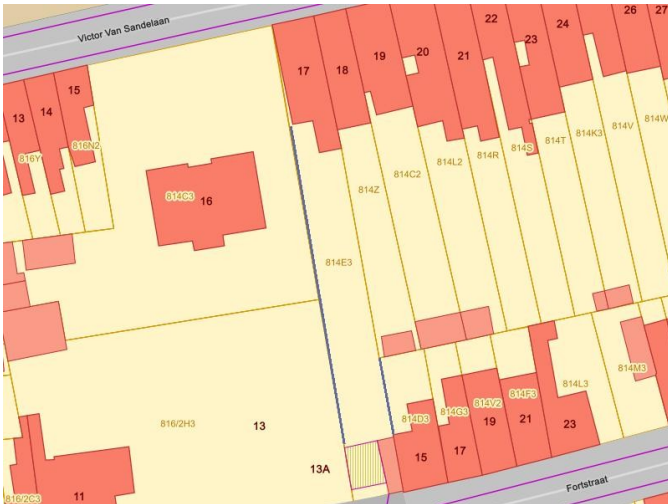 Victor Van Sandelaan
13
14
15
816Y
816N2
814C3
16
17
18
19
20
21
22
23
24
26
27
814Z
814C2
814L2
814R
814S
814T
814K3
814V
814W
814E3
816/2H3
13
13A
814D3
814G3
814V2
814F3
814L3
814M3
15
17
19
21
23
816/2C3
11
Fortstraat